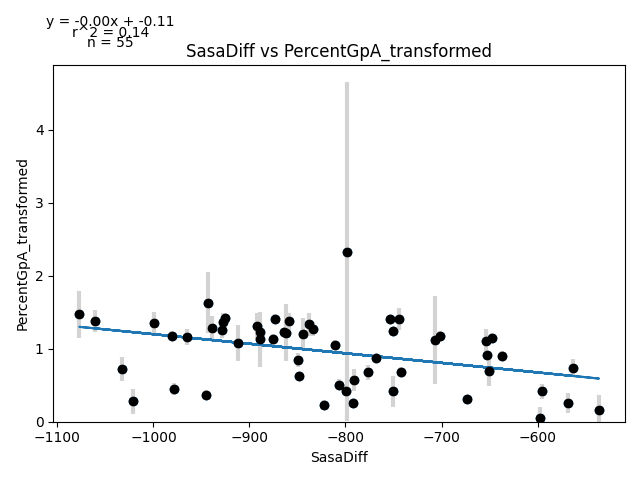 y = -0.00x + -0.11
r^2 = 0.14
n = 55
SasaDiff vs PercentGpA_transformed
PercentGpA_transformed
4
3
2
1
0
−1100 −1000 −900 −800 −700 −600
SasaDiff